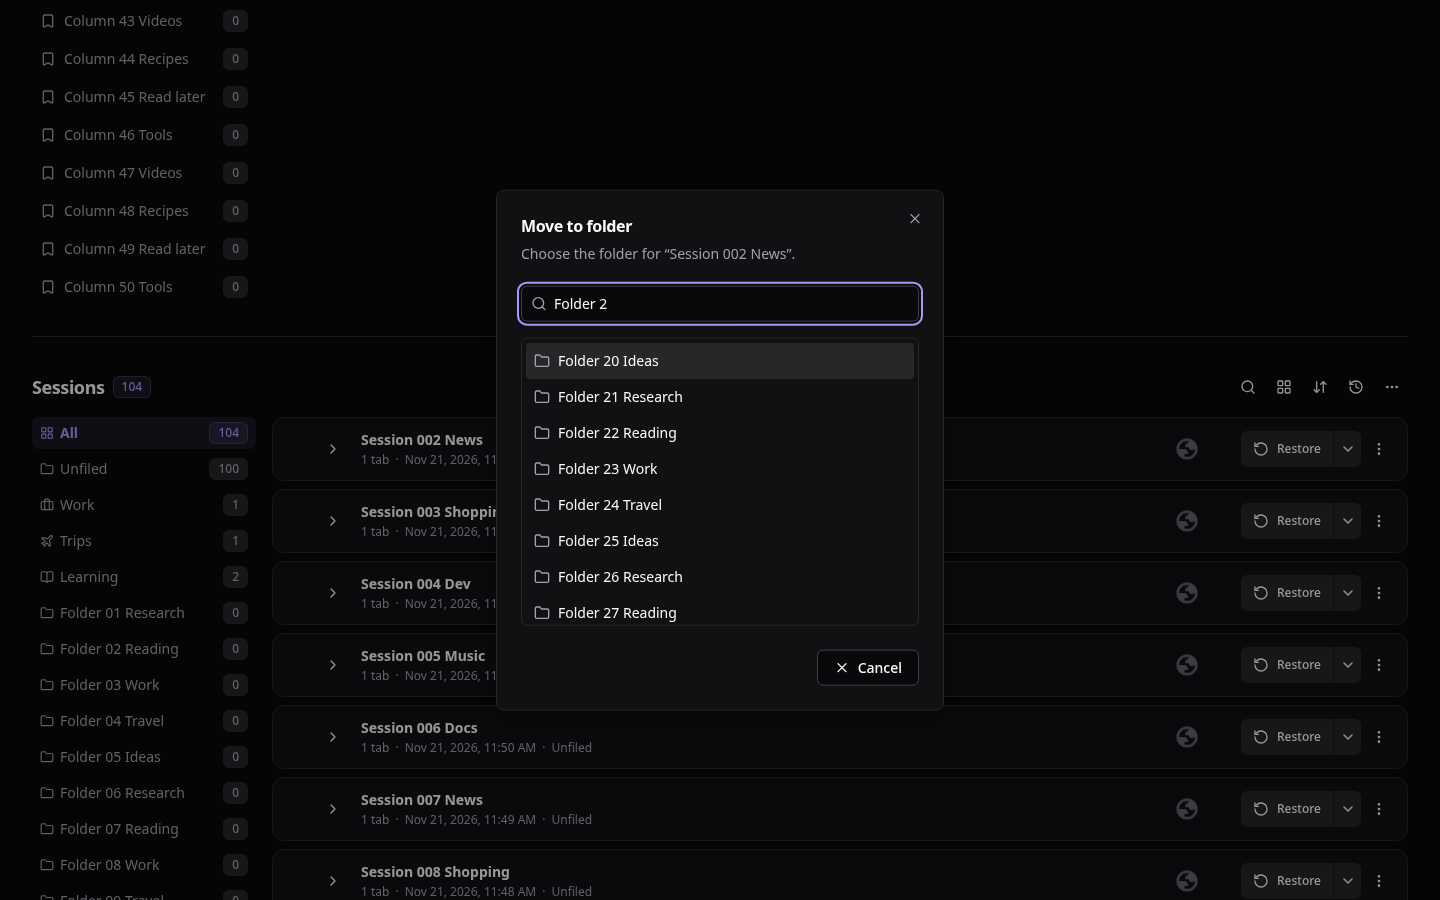 Column 43 Videos 0
Column 44 Recipes 0
Column 45 Read later 0
Column 46 Tools 0
Column 47 Videos 0
Column 48 Recipes 0
Column 49 Read later 0
Column 50 Tools 0
Sessions 104
All 104
Unfiled 100
Work 1
Trips 1
Learning 2
Folder 01 Research 0
Folder 02 Reading 0
Folder 03 Work 0
Folder 04 Travel 0
Folder 05 Ideas 0
Folder 06 Research 0
Folder 07 Reading 0
Folder 08 Work 0
Session 002 News
1 tab · Nov 21, 2026, 11
Restore
Session 003 Shoppin
1 tab · Nov 21, 2026, 11
Restore
Session 004 Dev
1 tab · Nov 21, 2026, 11
Restore
Session 005 Music
1 tab · Nov 21, 2026, 11
Restore
Session 006 Docs
1 tab · Nov 21, 2026, 11:50 AM · Unfiled
Restore
Session 007 News
1 tab · Nov 21, 2026, 11:49 AM · Unfiled
Restore
Session 008 Shopping
1 tab · Nov 21, 2026, 11:48 AM · Unfiled
Restore
Move to folder
Choose the folder for “Session 002 News”.
Folder 2
Folder 20 Ideas
Folder 21 Research
Folder 22 Reading
Folder 23 Work
Folder 24 Travel
Folder 25 Ideas
Folder 26 Research
Folder 27 Reading
Cancel